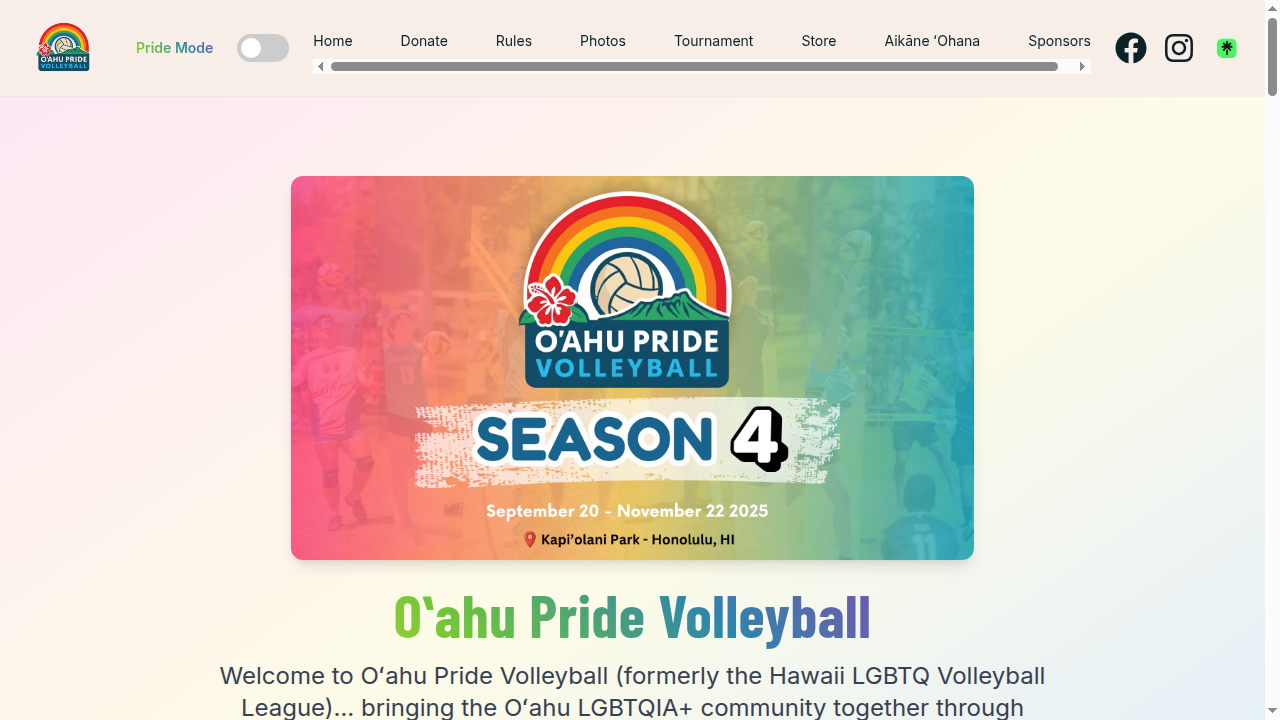 O'AHU PRIDE
VOLLEYBALL
Pride Mode
Home
Donate
Rules
Photos
Tournament
Store
Aikāne ʻOhana
Sponsors
O'AHU PRIDE
VOLLEYBALL
SEASON 4
September 20 - November 22 2025
Kapi'olani Park - Honolulu, HI
Oʻahu Pride Volleyball
Welcome to Oʻahu Pride Volleyball (formerly the Hawaii LGBTQ Volleyball
League)... bringing the Oʻahu LGBTQIA+ community together through